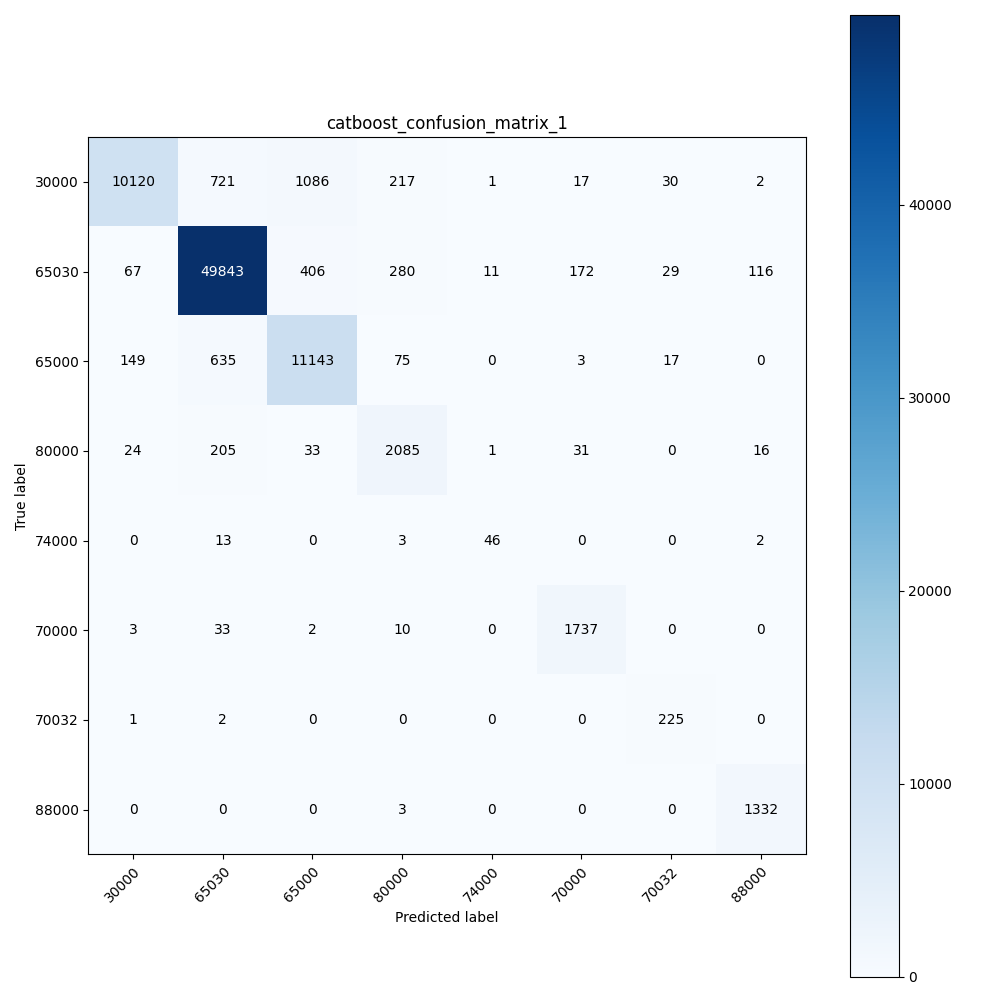 catbost_confusion_matrix_1
30000 10120 721 1086 217 1 17 30 2
65030 67 49843 406 280 11 172 29 116
65000 149 635 11143 75 0 3 17 0
80000 24 205 33 2085 1 31 0 16
74000 0 13 0 3 46 0 0 2
70000 3 33 2 10 0 1737 0 0
70032 1 2 0 0 0 0 225 0
88000 0 0 0 3 0 0 0 1332
True label
30000 65030 65000 80000 74000 70000 70032 88000
Predicted label
40000
30000
20000
10000
0